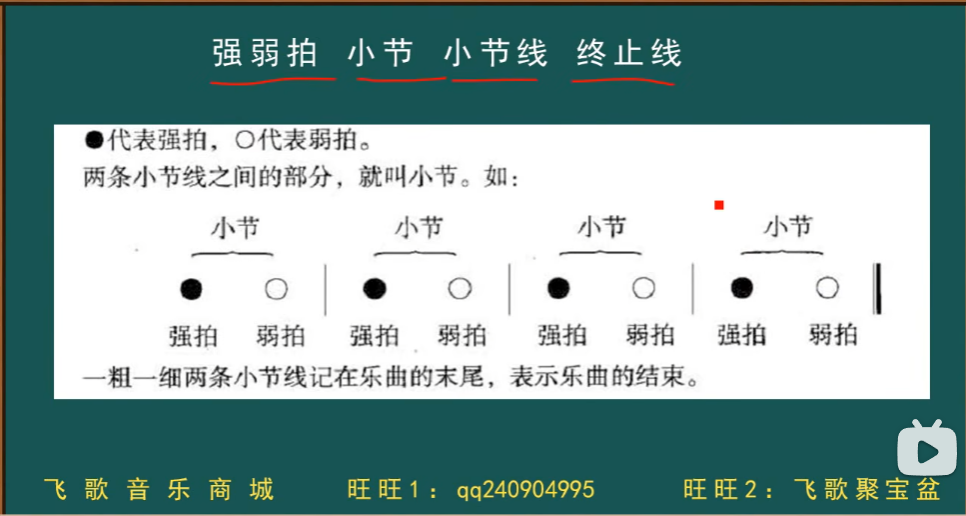 强弱拍 小节 小节线 终止线
●代表强拍，○代表弱拍。
两条小节线之间的部分，就叫小节。如：
小节 小节 小节 小节
强拍 弱拍 强拍 弱拍 强拍 弱拍 强拍 弱拍
一粗一细两条小节线记在乐曲的末尾，表示乐曲的结束。
飞歌音乐商城 旺旺1：qq240904995 旺旺2：飞歌聚宝盆